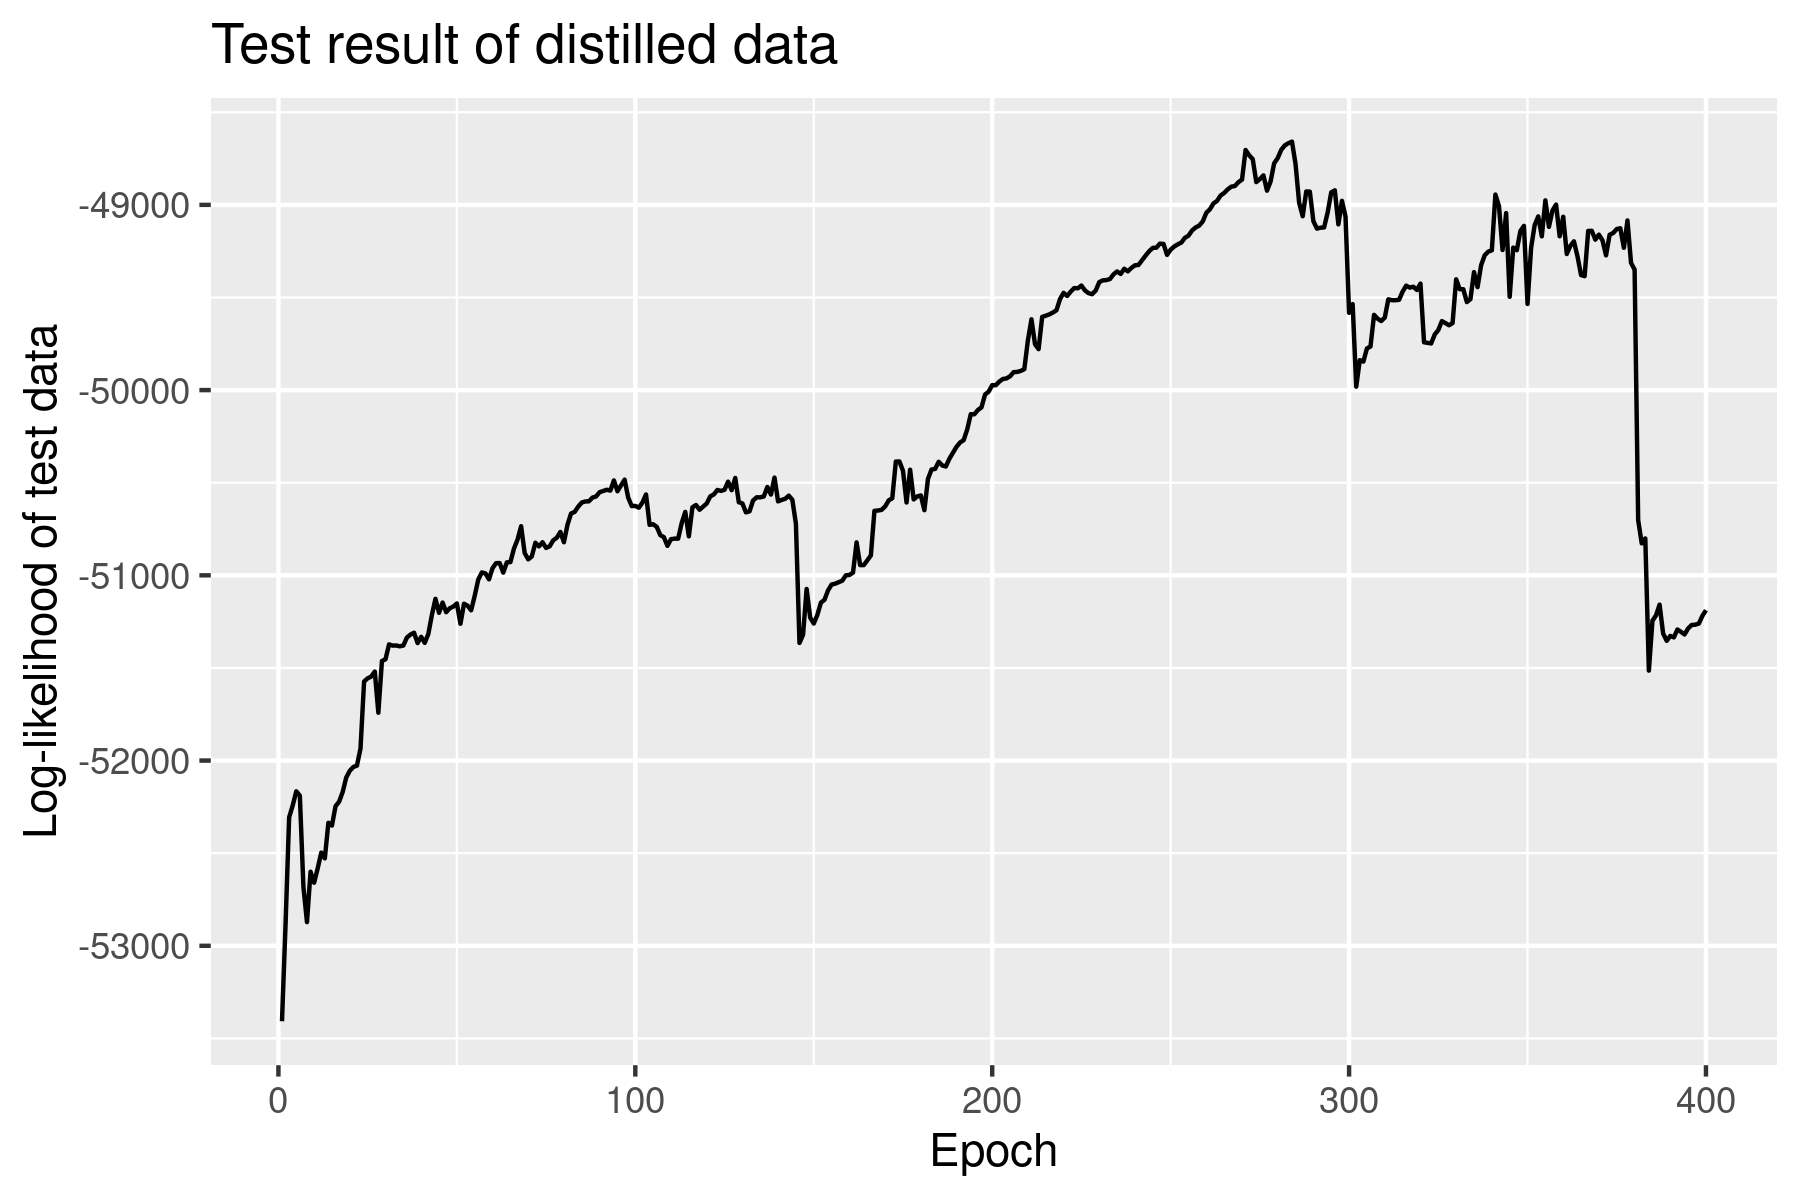 Test result of distilled data
Log-likelihood of test data
-49000
-50000
-51000
-52000
-53000
0 100 200 300 400
Epoch